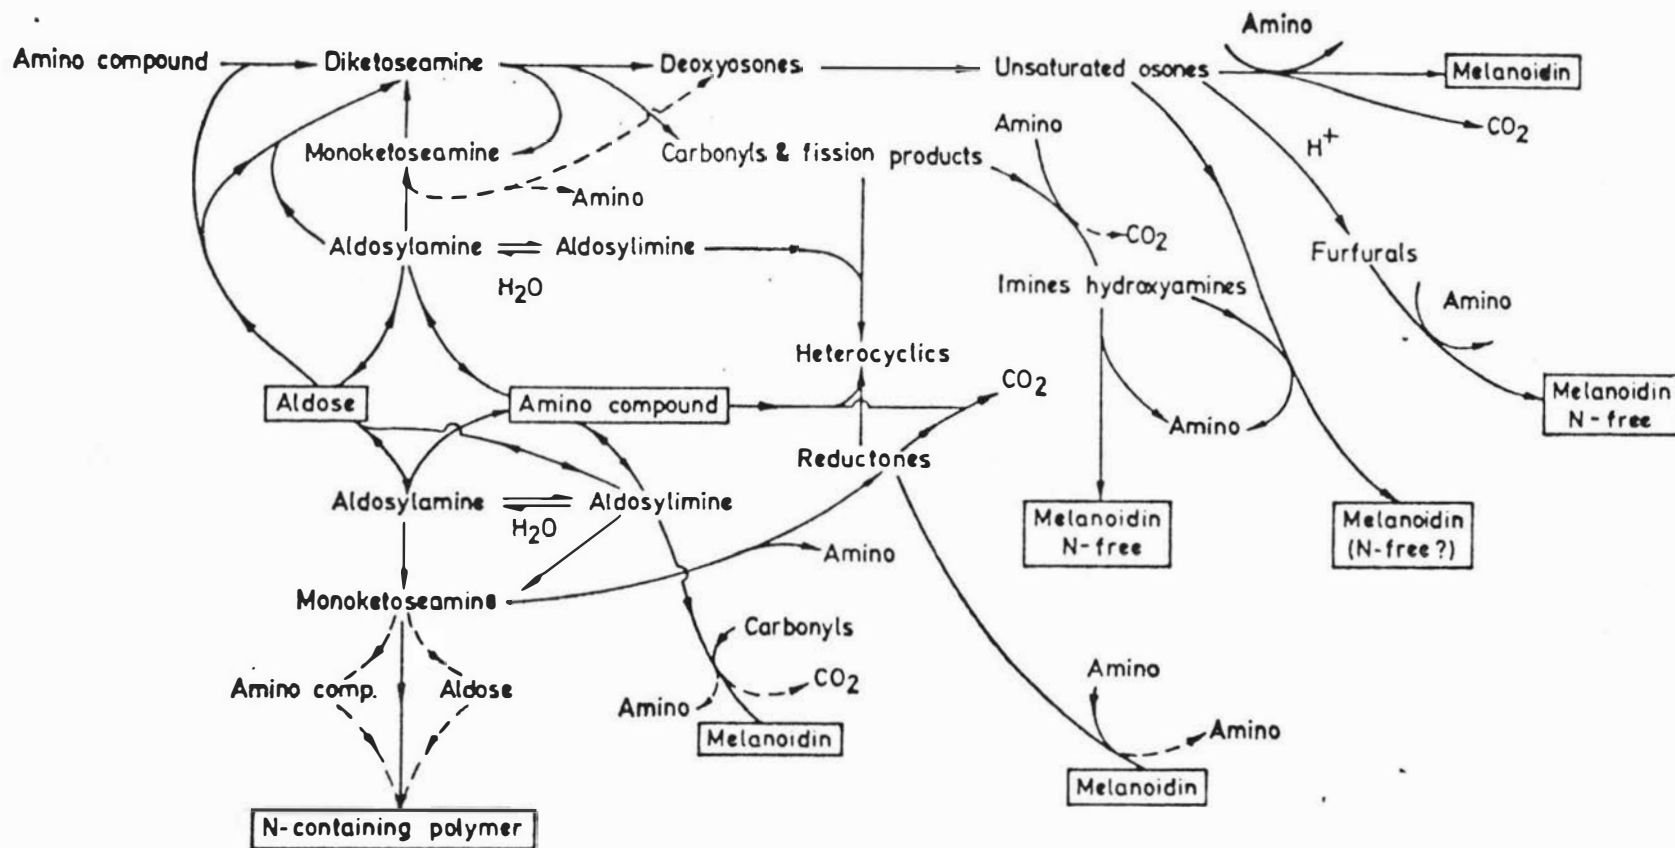 Amino
Amino compound
Diketoseamine
Deoxyosones
Unsaturated osones
Melanoidin
CO2
Amino
H+
Monoketoseamine
Carbonyls & fission products
Amino
CO2
Aldosylamine
Aldosylimine
H2O
Furfurals
Imines hydroxyamines
Amino
Heterocyclics
CO2
Aldose
Amino compound
Melanoidin
N-free
Amino
Reductones
Aldosylamine
Aldosylimine
H2O
Melanoidin
N-free
Melanoidin
(N-free?)
Amino
Monoketoseamine
Carbonyls
CO2
Amino comp.
Aldose
Amino
Amino
Amino
Melanoidin
Melanoidin
N-containing polymer